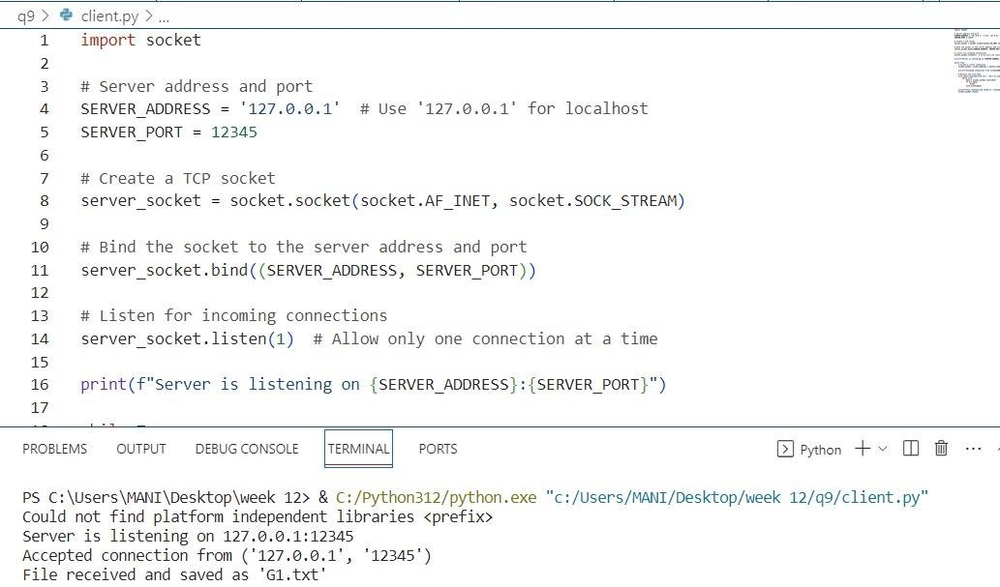 q9 > client.py > ...
1 import socket
2
3 # Server address and port
4 SERVER_ADDRESS = '127.0.0.1'  # Use '127.0.0.1' for localhost
5 SERVER_PORT = 12345
6
7 # Create a TCP socket
8 server_socket = socket.socket(socket.AF_INET, socket.SOCK_STREAM)
9
10 # Bind the socket to the server address and port
11 server_socket.bind((SERVER_ADDRESS, SERVER_PORT))
12
13 # Listen for incoming connections
14 server_socket.listen(1)  # Allow only one connection at a time
15
16 print(f"Server is listening on {SERVER_ADDRESS}:{SERVER_PORT}")
17
PROBLEMS OUTPUT DEBUG CONSOLE TERMINAL PORTS Python
PS C:\Users\MANI\Desktop\week 12> & C:/Python312/python.exe "c:/Users/MANI/Desktop/week 12/q9/client.py"
Could not find platform independent libraries <prefix>
Server is listening on 127.0.0.1:12345
Accepted connection from ('127.0.0.1', '12345')
File received and saved as 'G1.txt'